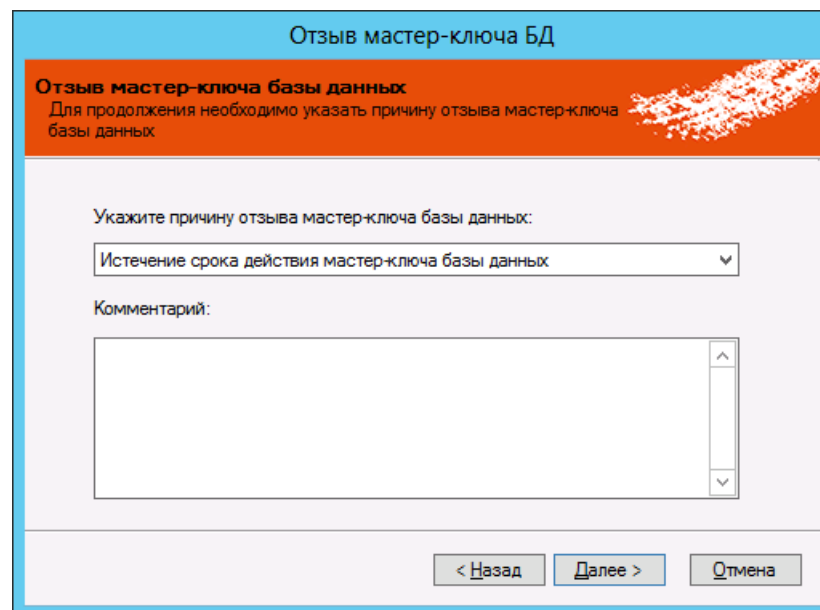 Отзыв мастер-ключа БД
Отзыв мастер-ключа базы данных
Для продолжения необходимо указать причину отзыва мастер-ключа
базы данных
Укажите причину отзыва мастер-ключа базы данных:
Истечение срока действия мастер-ключа базы данных
Комментарий:
< Назад Далее > Отмена